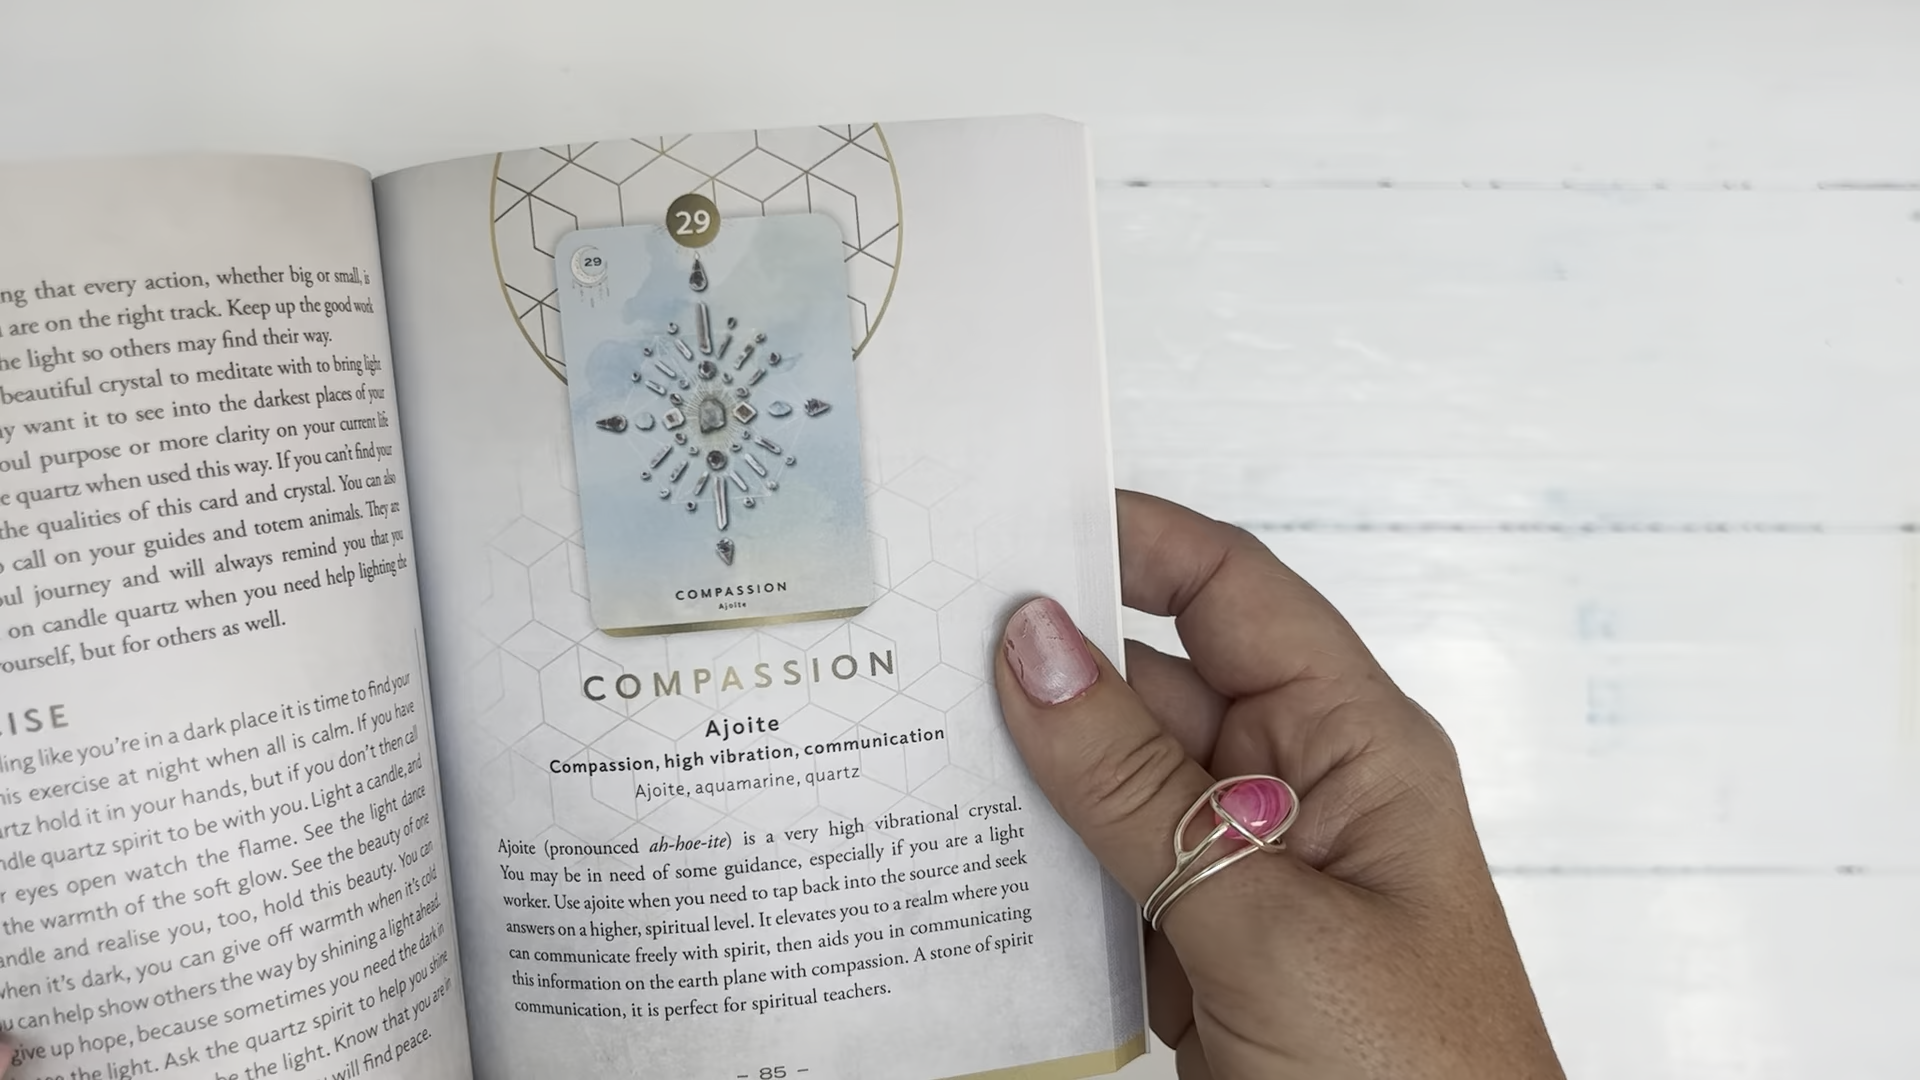 ng that every action, whether big or small, is
are on the right track. Keep up the good work
he light so others may find their way.
beautiful crystal to meditate with to bring light
y want it to see into the darkest places of your
oul purpose or more clarity on your current life
e quartz when used this way. If you can't find your
the qualities of this card and crystal. You can also
call on your guides and totem animals. They are
ul journey and will always remind you that you
on candle quartz when you need help lighting the
ourself, but for others as well.
ISE
ling like you're in a dark place it is time to find your
his exercise at night when all is calm. If you have
rtz hold it in your hands, but if you don't then call
ndle quartz spirit to be with you. Light a candle, and
r eyes open watch the flame. See the light dance
the warmth of the soft glow. See the beauty of one
andle and realise you, too, hold this beauty. You can
when it's dark, you can give off warmth when it's cold
u can help show others the way by shining a light ahead.
give up hope, because sometimes you need the dark in
the light. Ask the quartz spirit to help you shine
be the light. Know that you are in
will find peace.
29
29
COMPASSION
Ajoite
COMPASSION
Ajoite
Compassion, high vibration, communication
Ajoite, aquamarine, quartz
Ajoite (pronounced ah-hoe-ite) is a very high vibrational crystal.
You may be in need of some guidance, especially if you are a light
worker. Use ajoite when you need to tap back into the source and seek
answers on a higher, spiritual level. It elevates you to a realm where you
can communicate freely with spirit, then aids you in communicating
this information on the earth plane with compassion. A stone of spirit
communication, it is perfect for spiritual teachers.
– 85 –